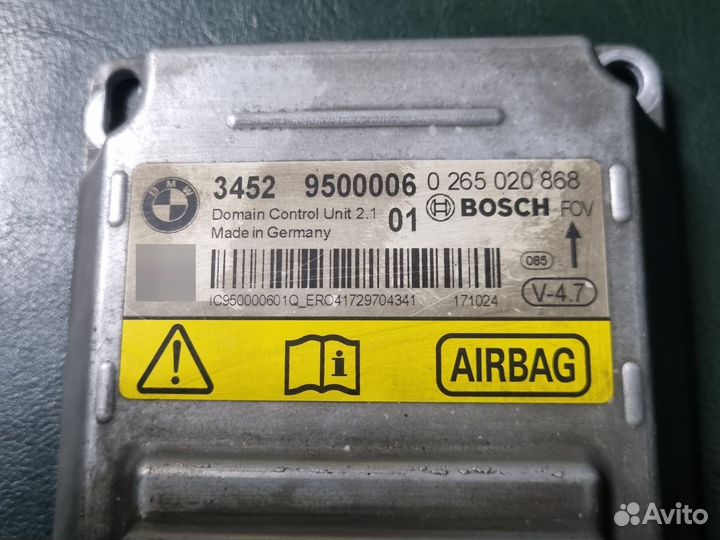 BMW
3452 9500006 0 265 020 868
Domain Control Unit 2.1 01 BOSCH FOV
Made in Germany
085
IC950000601Q_ERO41729704341 171024 V-4.7
i AIRBAG
Avito